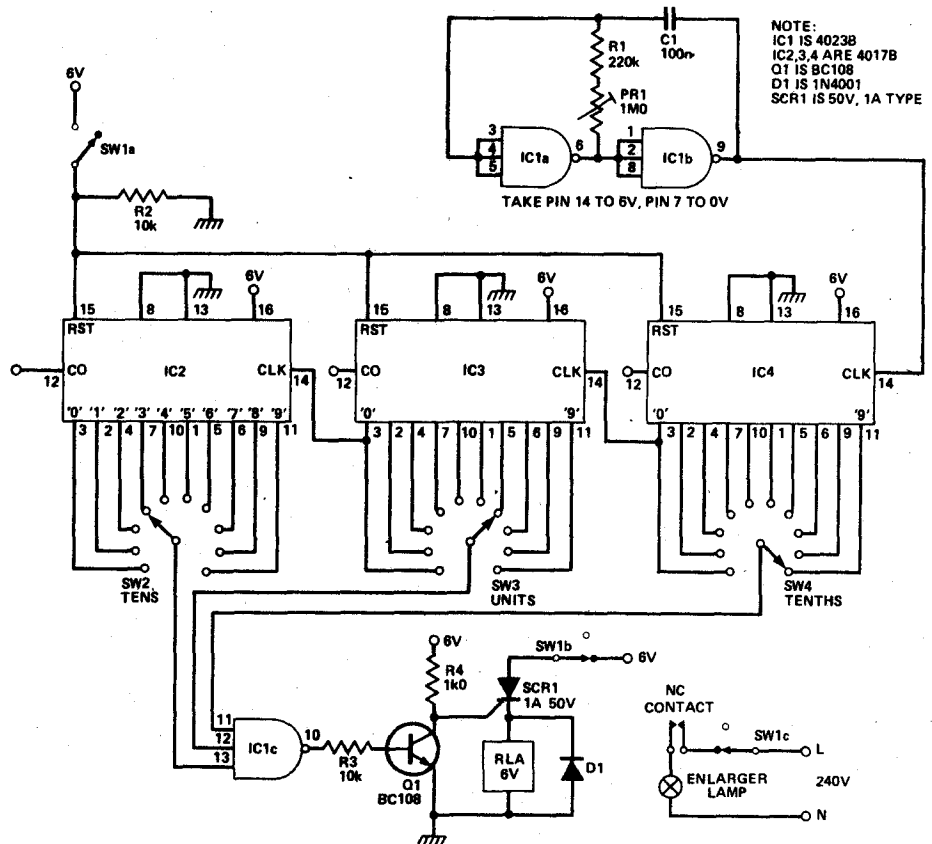 NOTE:
IC1 IS 4023B
IC2,3,4 ARE 4017B
Q1 IS BC108
D1 IS 1N4001
SCR1 IS 50V, 1A TYPE
R1
220k
C1
100n
PR1
1M0
3
4
5
IC1a
6
1
2
8
IC1b
9
TAKE PIN 14 TO 6V, PIN 7 TO 0V
6V
SW1a
R2
10k
15
RST
8
13
6V
16
12
CO
IC2
CLK
14
'0' '1' '2' '3' '4' '5' '6' '7' '8' '9'
3 2 4 7 10 1 5 6 9 11
SW2
TENS
15
RST
8
13
6V
16
12
CO
IC3
CLK
14
'0' '9'
3 2 4 7 10 1 5 6 9 11
SW3
UNITS
15
RST
8
13
6V
16
12
CO
IC4
CLK
14
'0' '9'
3 2 4 7 10 1 5 6 9 11
SW4
TENTHS
11
12
13
IC1c
10
R3
10k
Q1
BC108
6V
R4
1k0
SW1b
6V
SCR1
1A 50V
RLA
6V
D1
NC
CONTACT
SW1c
L
ENLARGER
LAMP
240V
N